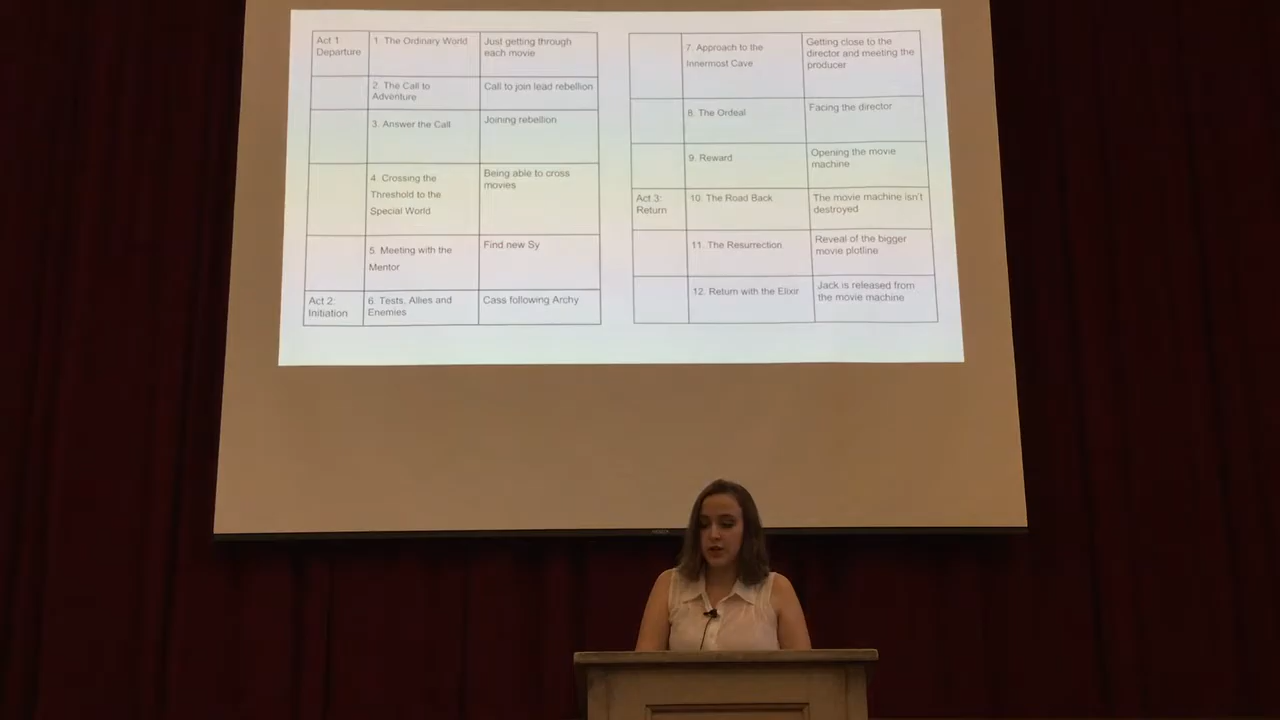 Act 1:
Departure
1. The Ordinary World
Just getting through
each movie
2. The Call to
Adventure
Call to join lead rebellion
3. Answer the Call
Joining rebellion
4. Crossing the
Threshold to the
Special World
Being able to cross
movies
5. Meeting with the
Mentor
Find new Sy
Act 2:
Initiation
6. Tests, Allies and
Enemies
Cass following Archy
7. Approach to the
Innermost Cave
Getting close to the
director and meeting the
producer
8. The Ordeal
Facing the director
9. Reward
Opening the movie
machine
Act 3:
Return
10. The Road Back
The movie machine isn't
destroyed
11. The Resurrection
Reveal of the bigger
movie plotline
12. Return with the Elixir
Jack is released from
the movie machine